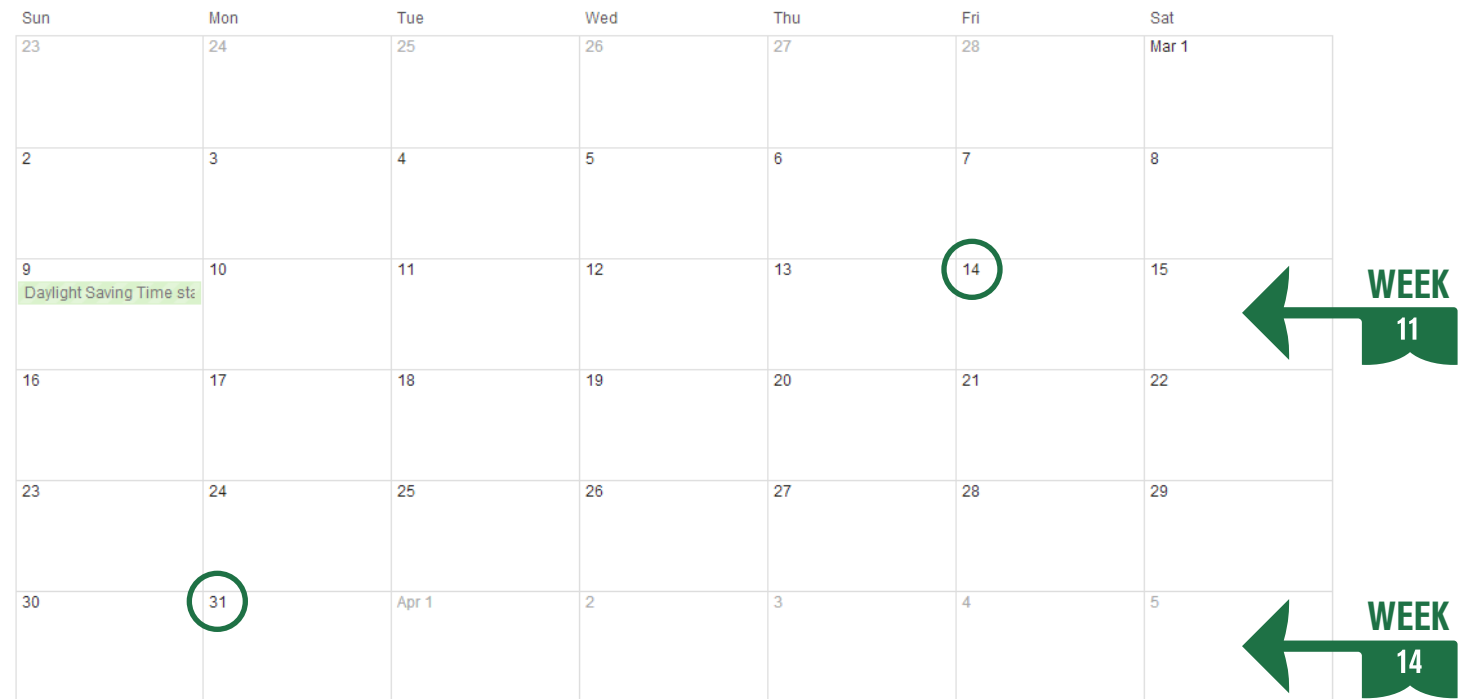 Sun Mon Tue Wed Thu Fri Sat
23 24 25 26 27 28 Mar 1
2 3 4 5 6 7 8
9 10 11 12 13 14 15
Daylight Saving Time sta
WEEK
11
16 17 18 19 20 21 22
23 24 25 26 27 28 29
30 31 Apr 1 2 3 4 5
WEEK
14